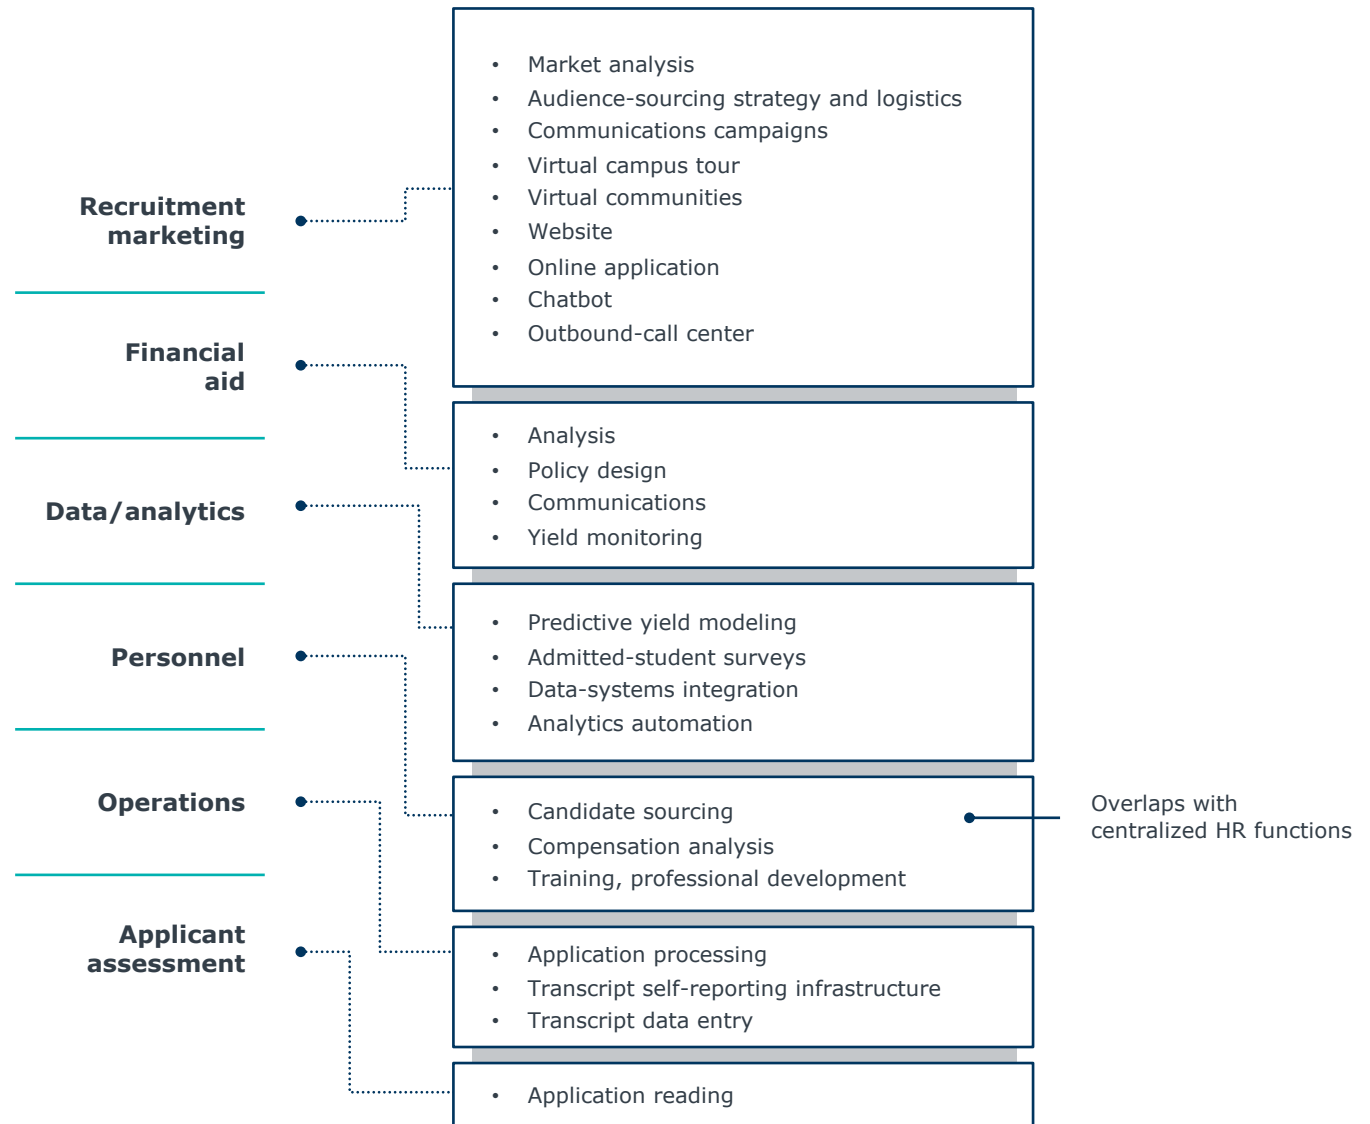 Recruitment
marketing
• Market analysis
• Audience-sourcing strategy and logistics
• Communications campaigns
• Virtual campus tour
• Virtual communities
• Website
• Online application
• Chatbot
• Outbound-call center
Financial
aid
• Analysis
• Policy design
• Communications
• Yield monitoring
Data/analytics
• Predictive yield modeling
• Admitted-student surveys
• Data-systems integration
• Analytics automation
Personnel
• Candidate sourcing
• Compensation analysis
• Training, professional development
Overlaps with
centralized HR functions
Operations
• Application processing
• Transcript self-reporting infrastructure
• Transcript data entry
Applicant
assessment
• Application reading